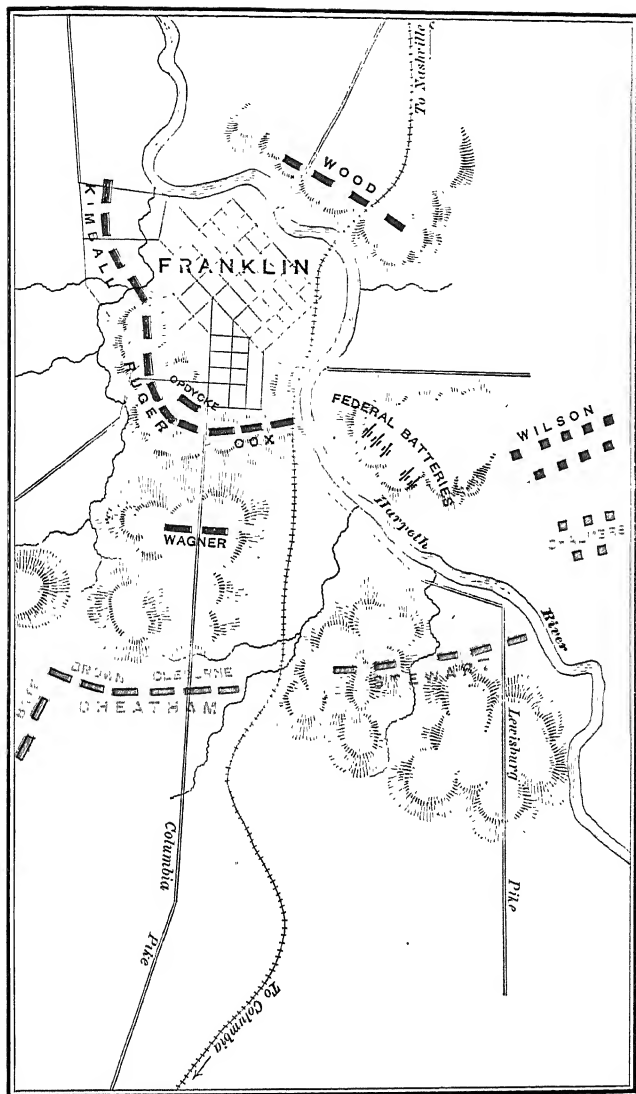 To Nashville
WOOD
KIMBALL
FRANKLIN
RUGER
OPDYCKE
COX
FEDERAL BATTERIES
WILSON
CHALMERS
Harpeth
River
WAGNER
BROWN
CLEBURNE
CHEATHAM
STEWART
Lewisburg
Pike
Columbia
Pike
To Columbia